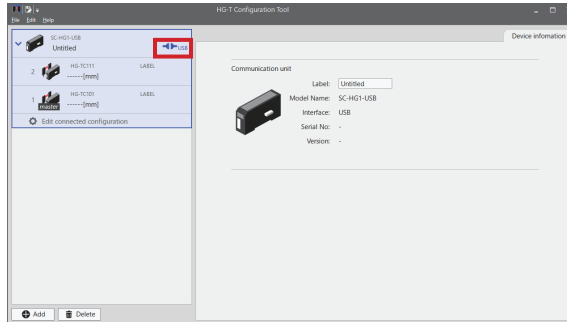 HG-T Configuration Tool
File Edit Help
SC-HG1-USB
Untitled
USB
2
HG-TC111
LABEL
------[mm]
1
HG-TC101
LABEL
master
------[mm]
Edit connected configuration
Add
Delete
Device infomation
Communication unit
Label: Untitled
Model Name: SC-HG1-USB
Interface: USB
Serial No: -
Version: -